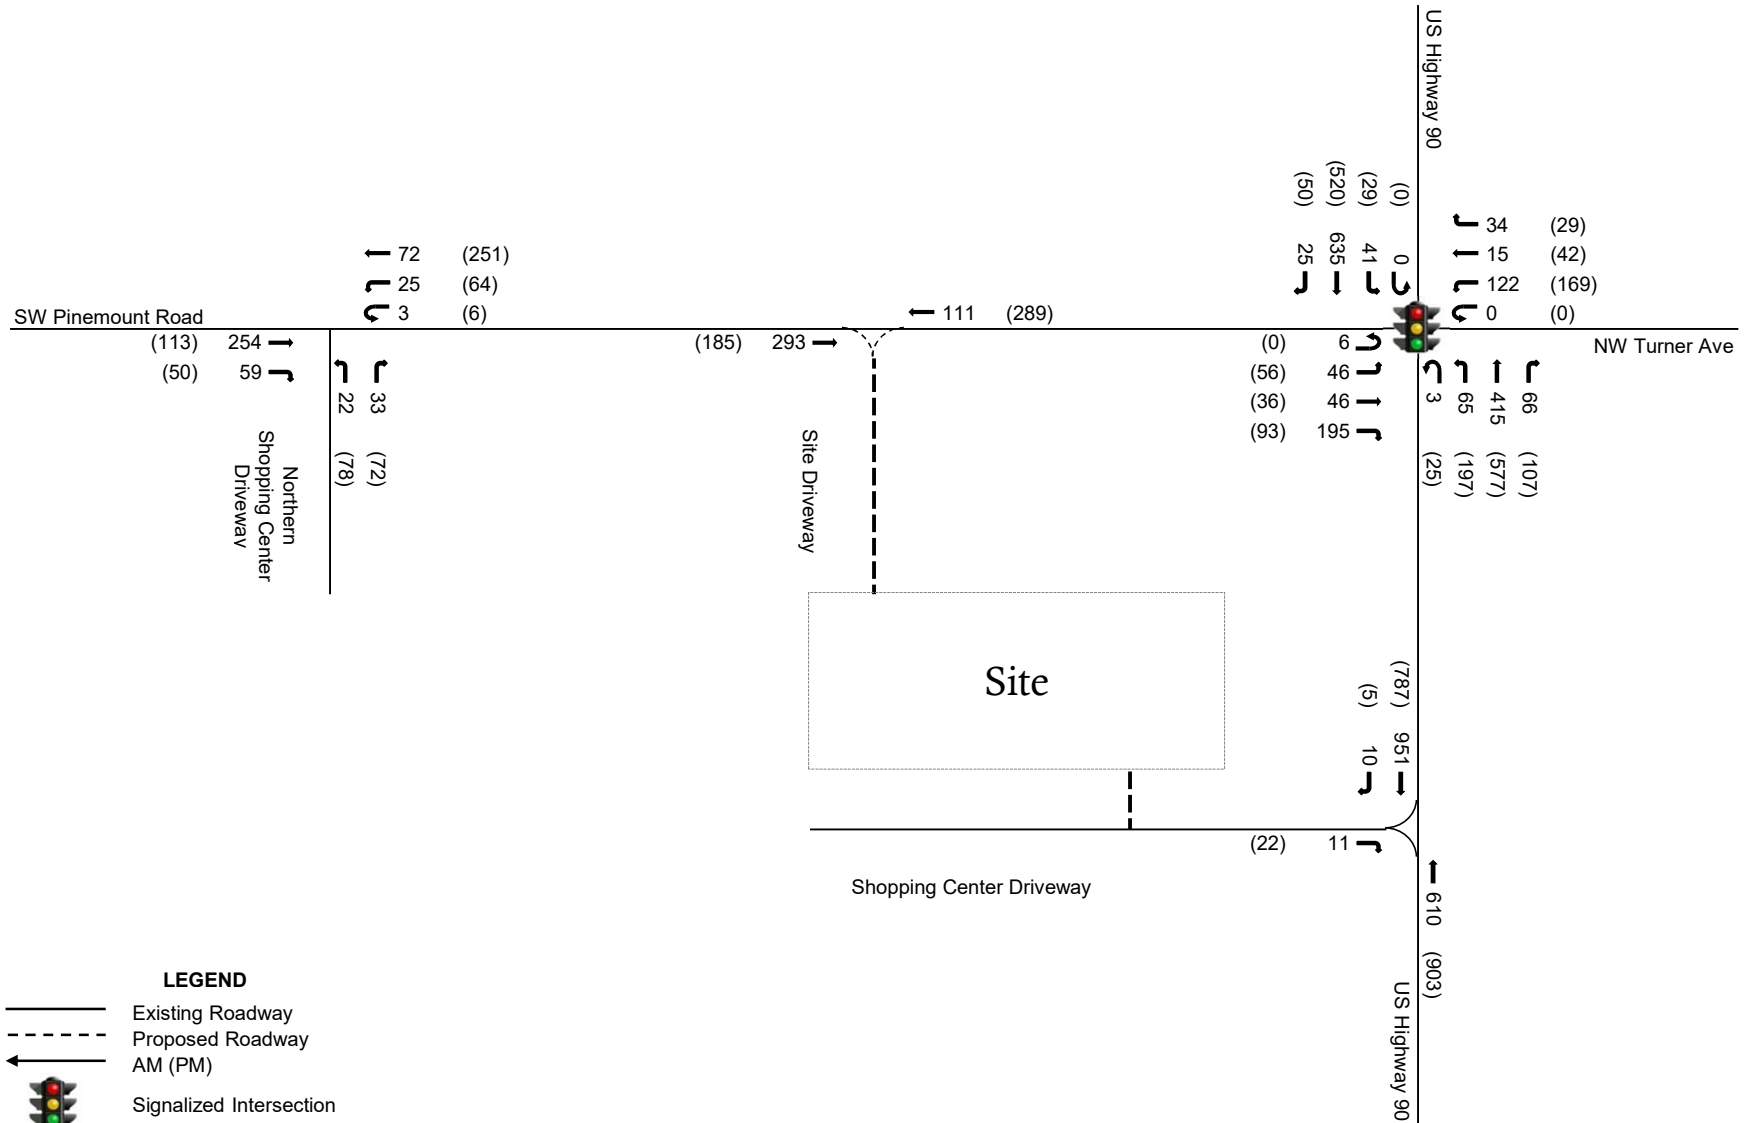 US Highway 90
(50) (520) (29) (0)
25 635 41 0
34 (29)
15 (42)
122 (169)
0 (0)
72 (251)
25 (64)
3 (6)
SW Pinemount Road
111 (289)
(113) 254
(50) 59
22 33
(78) (72)
Northern
Shopping Center
Driveway
(185) 293
Site Driveway
(0) 6
(56) 46
(36) 46
(93) 195
NW Turner Ave
3 65 415 66
(25) (197) (577) (107)
Site
(5) (787)
10 951
(22) 11
Shopping Center Driveway
610
(903)
US Highway 90
LEGEND
Existing Roadway
Proposed Roadway
AM (PM)
Signalized Intersection